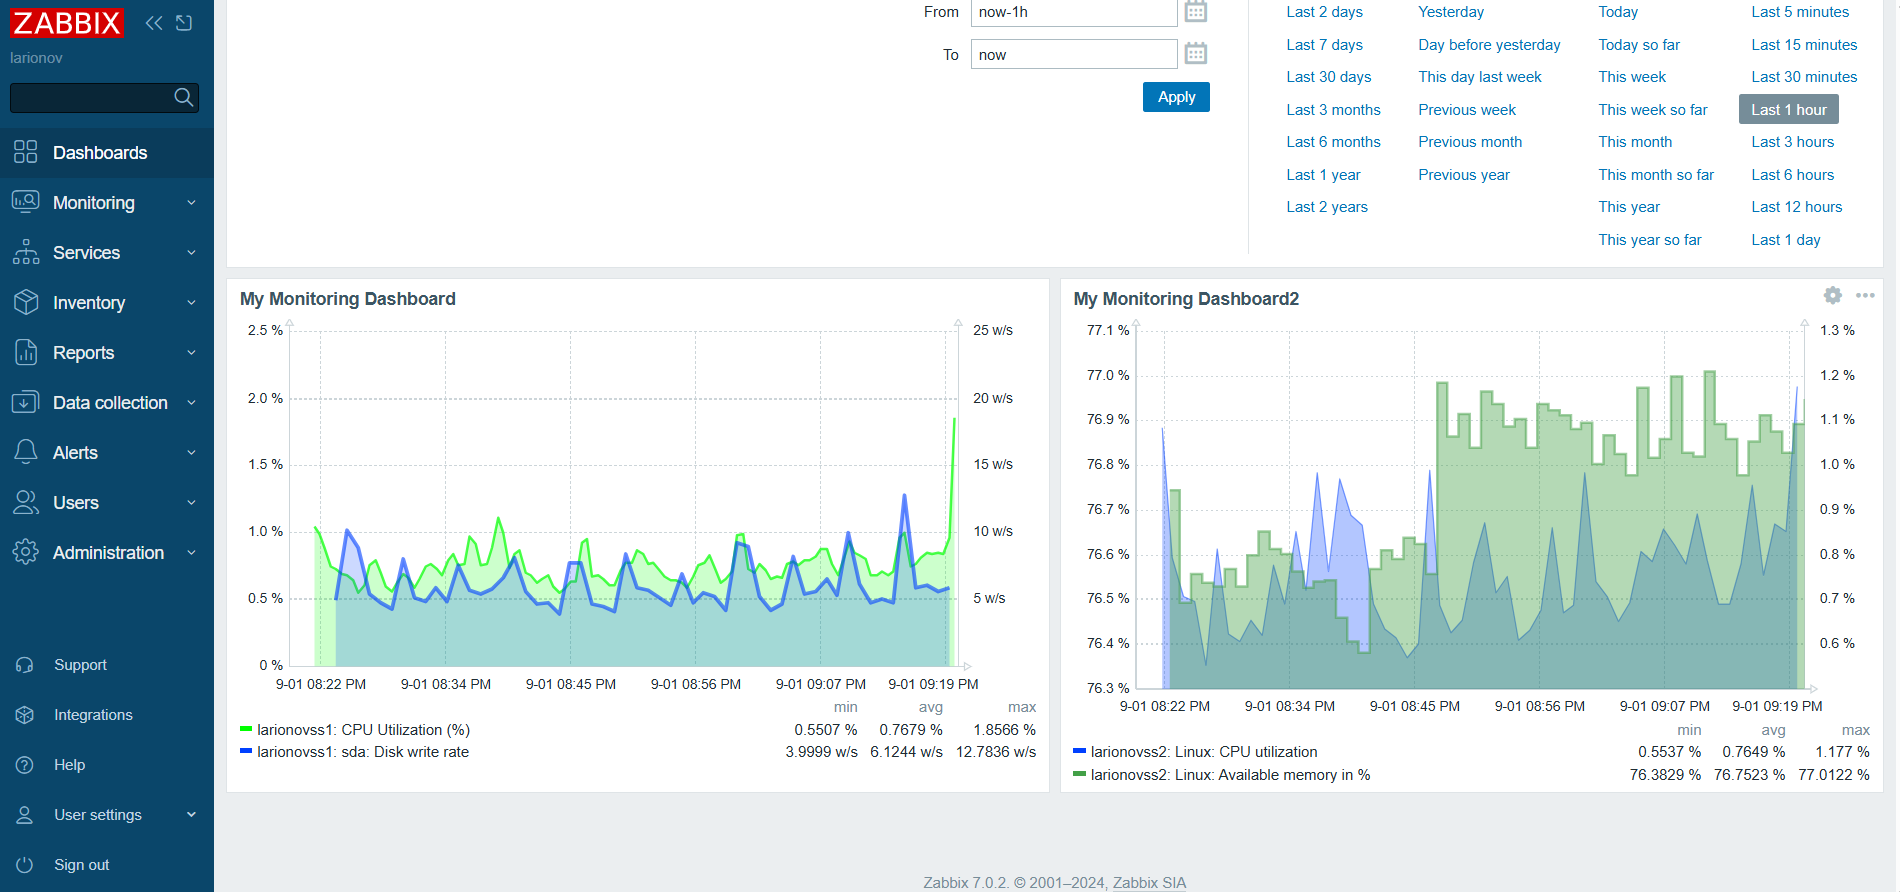 ZABBIX
larionov
Dashboards
Monitoring
Services
Inventory
Reports
Data collection
Alerts
Users
Administration
Support
Integrations
Help
User settings
Sign out
From now-1h
To now
Apply
Last 2 days Yesterday Today Last 5 minutes
Last 7 days Day before yesterday Today so far Last 15 minutes
Last 30 days This day last week This week Last 30 minutes
Last 3 months Previous week This week so far Last 1 hour
Last 6 months Previous month This month Last 3 hours
Last 1 year Previous year This month so far Last 6 hours
Last 2 years This year Last 12 hours
This year so far Last 1 day
My Monitoring Dashboard
2.5 % 25 w/s
2.0 % 20 w/s
1.5 % 15 w/s
1.0 % 10 w/s
0.5 % 5 w/s
0 %
9-01 08:22 PM 9-01 08:34 PM 9-01 08:45 PM 9-01 08:56 PM 9-01 09:07 PM 9-01 09:19 PM
min avg max
larionovss1: CPU Utilization (%) 0.5507 % 0.7679 % 1.8566 %
larionovss1: sda: Disk write rate 3.9999 w/s 6.1244 w/s 12.7836 w/s
My Monitoring Dashboard2
77.1 % 1.3 %
77.0 % 1.2 %
76.9 % 1.1 %
76.8 % 1.0 %
76.7 % 0.9 %
76.6 % 0.8 %
76.5 % 0.7 %
76.4 % 0.6 %
76.3 %
9-01 08:22 PM 9-01 08:34 PM 9-01 08:45 PM 9-01 08:56 PM 9-01 09:07 PM 9-01 09:19 PM
min avg max
larionovss2: Linux: CPU utilization 0.5537 % 0.7649 % 1.177 %
larionovss2: Linux: Available memory in % 76.3829 % 76.7523 % 77.0122 %
Zabbix 7.0.2. © 2001–2024, Zabbix SIA